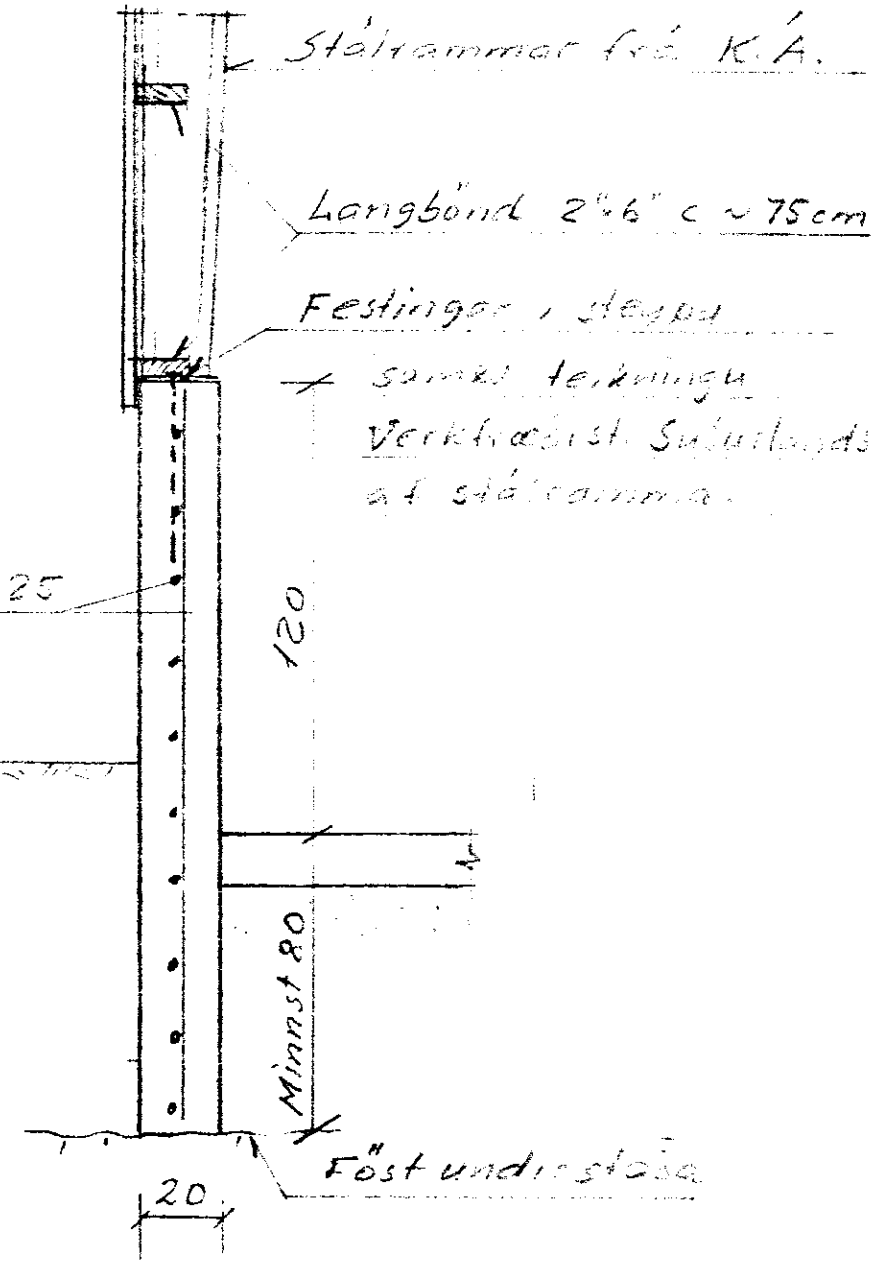 Stálrammar frá K.Á.
Langbönd 2"x6" c ~ 75cm
Festingar í steypu
samkv teikningu
Verkfræðist. Suðurlands
af stálramma.
25
120
Minnst 80
Föst undirstaða
20